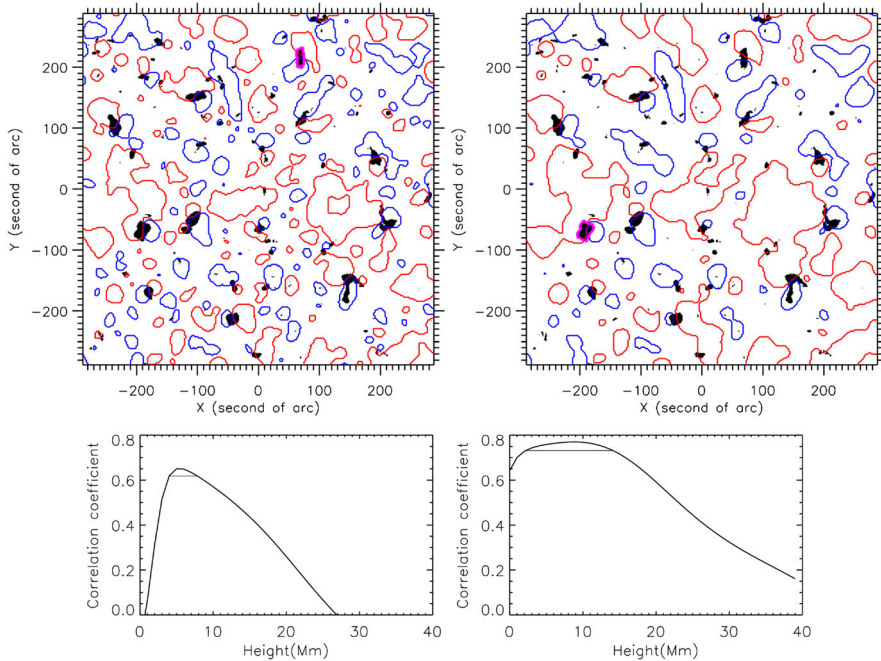 200
100
0
−100
−200
Y (second of arc)
−200 −100 0 100 200
X (second of arc)
200
100
0
−100
−200
Y (second of arc)
−200 −100 0 100 200
X (second of arc)
0.8
0.6
0.4
0.2
0.0
Correlation coefficient
0 10 20 30 40
Height(Mm)
0.8
0.6
0.4
0.2
0.0
Correlation coefficient
0 10 20 30 40
Height(Mm)